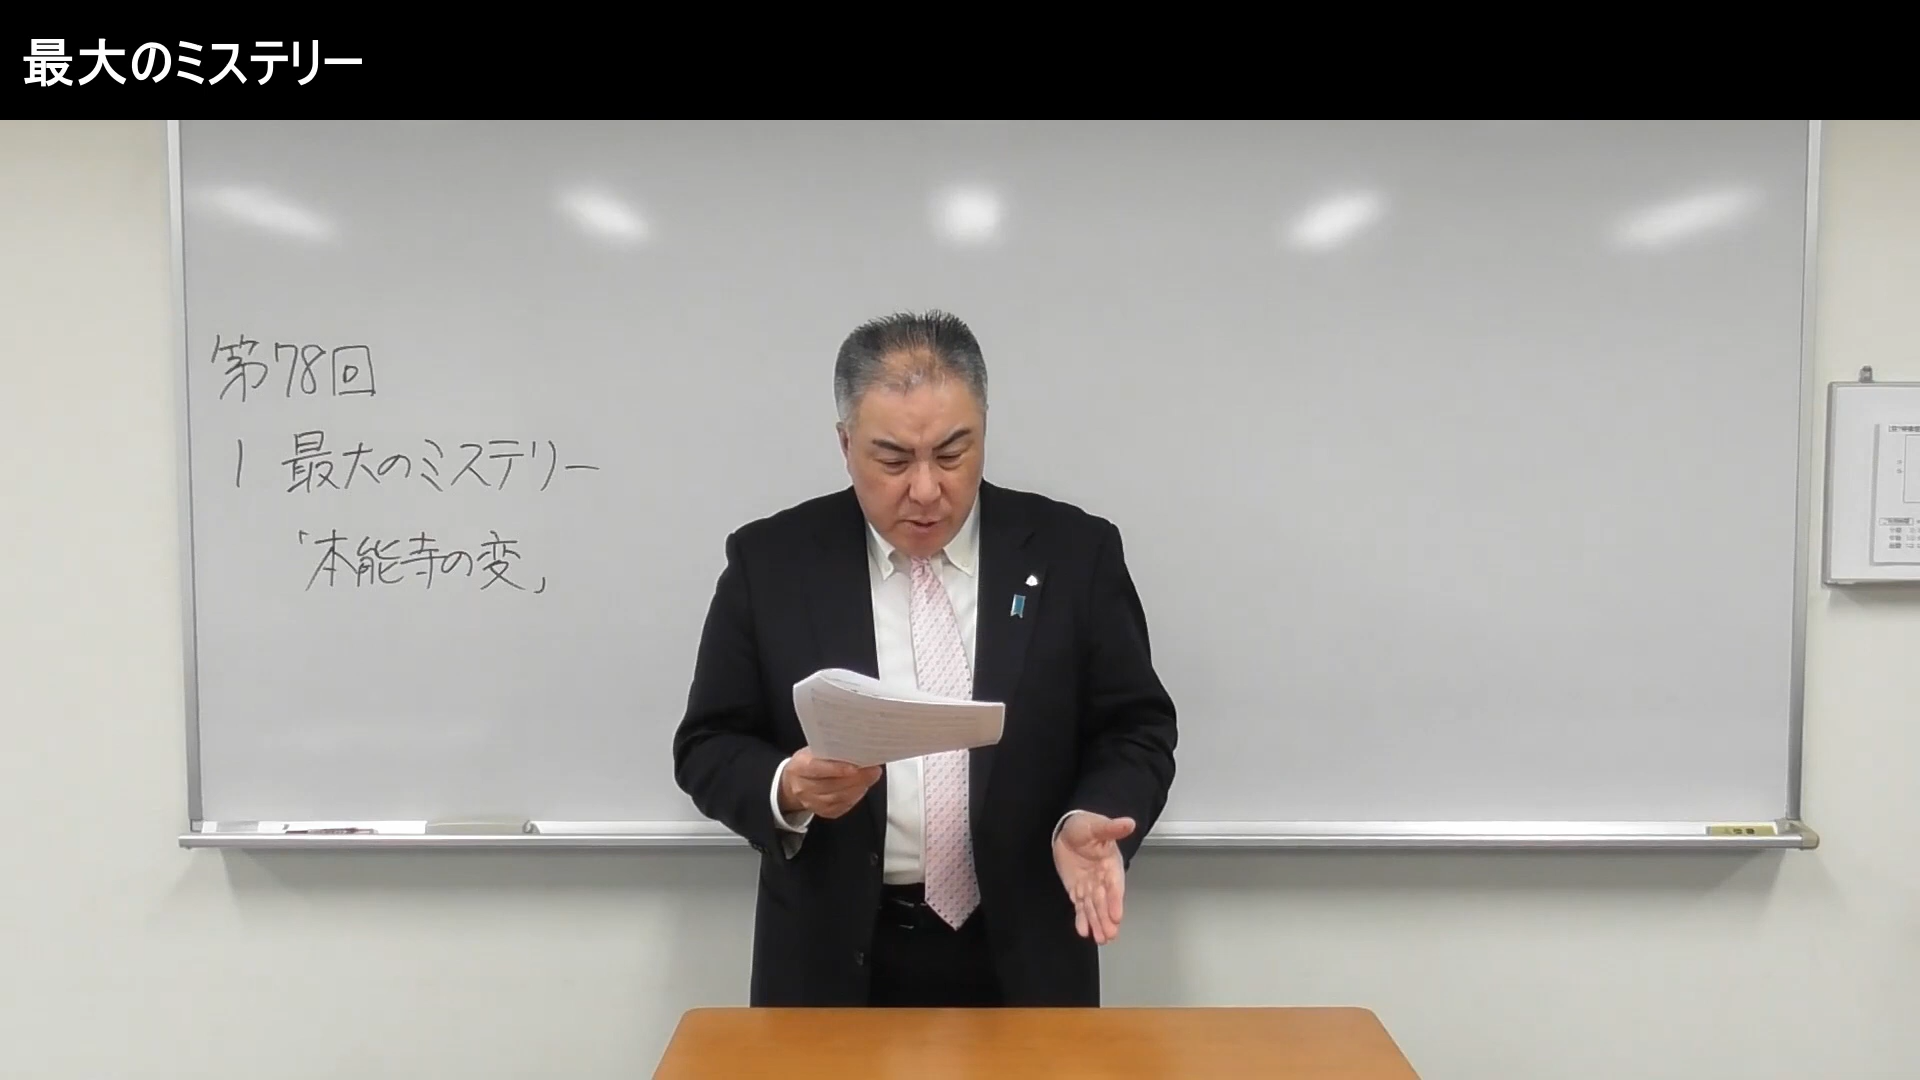 最大のミステリー
第78回
1 最大のミステリー
「本能寺の変」